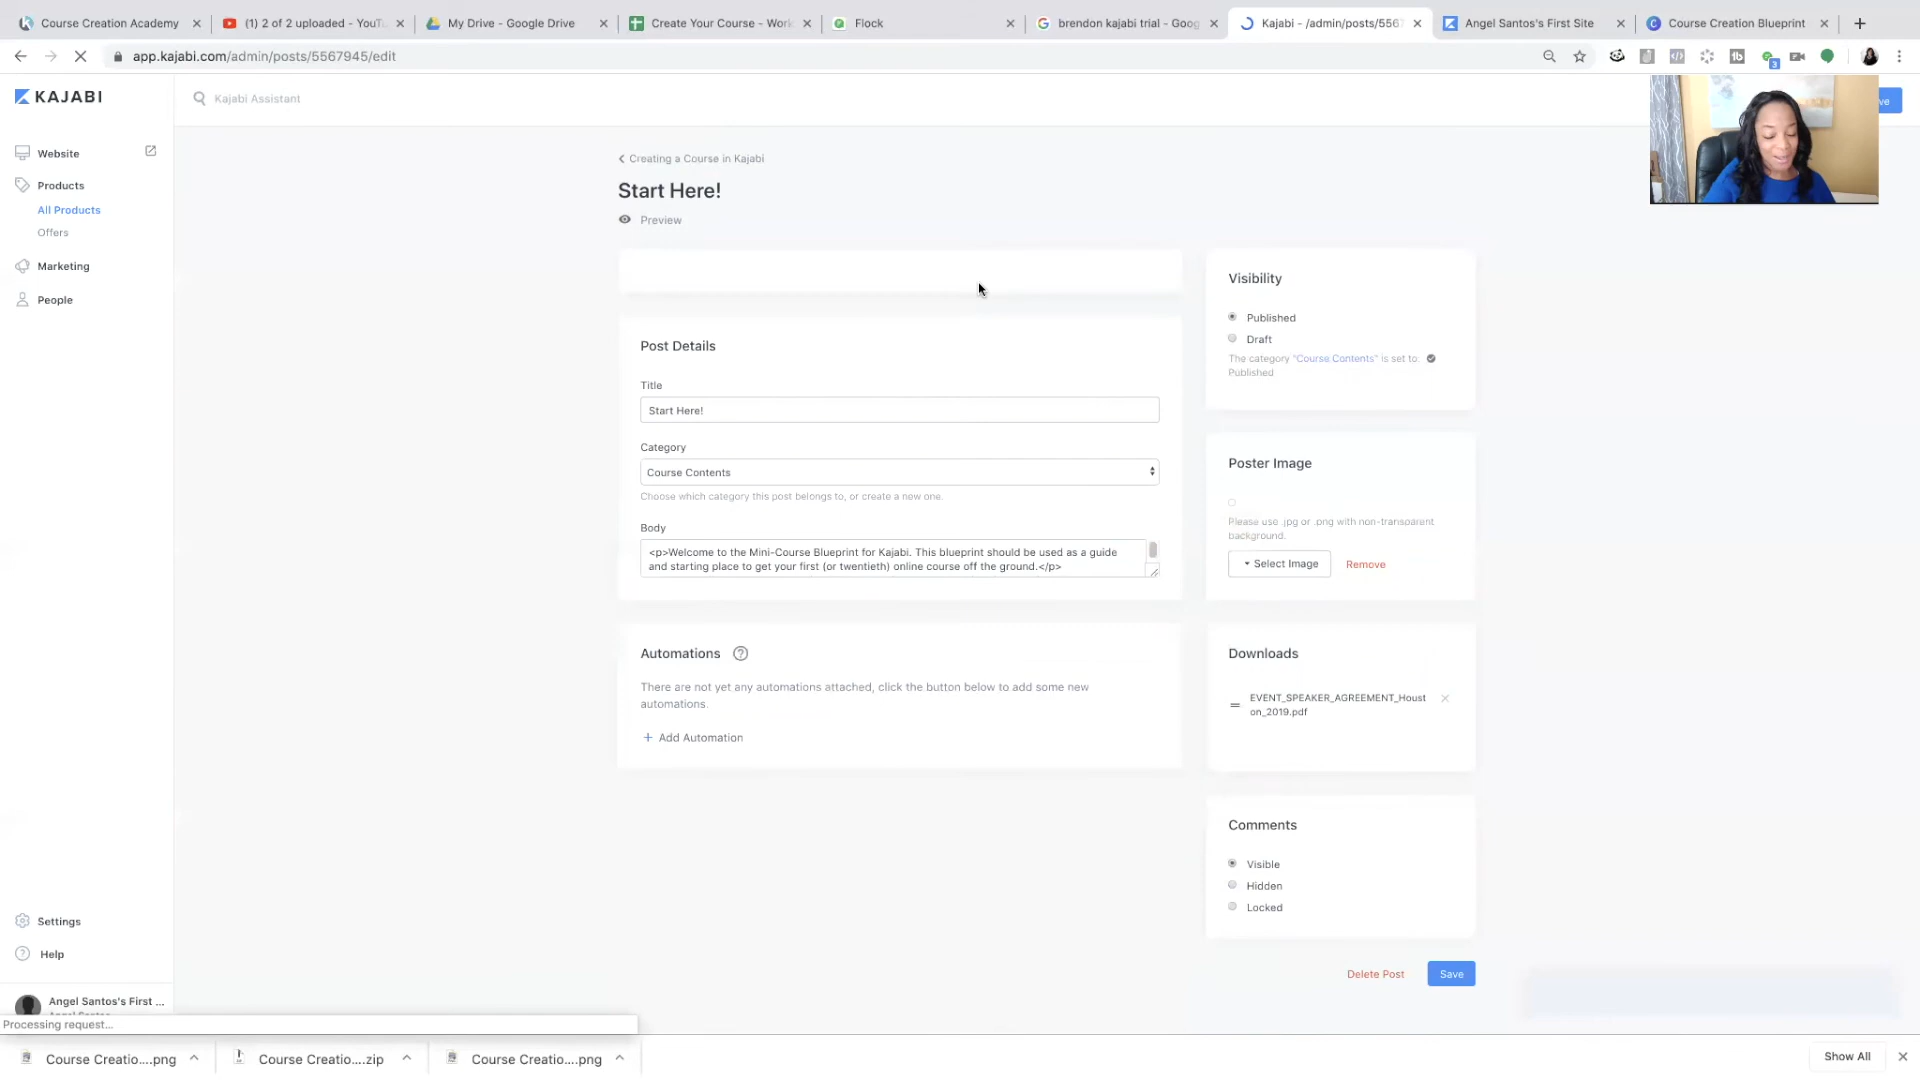 Course Creation Academy
(1) 2 of 2 uploaded - YouTu
My Drive - Google Drive
Create Your Course - Work
Flock
brendon kajabi trial - Goog
Kajabi - /admin/posts/5567
Angel Santos's First Site
Course Creation Blueprint
app.kajabi.com/admin/posts/5567945/edit
3
KAJABI
Kajabi Assistant
ve
Website
Products
All Products
Offers
Marketing
People
Creating a Course in Kajabi
Start Here!
Preview
Post Details
Title
Start Here!
Category
Course Contents
Choose which category this post belongs to, or create a new one.
Body
<p>Welcome to the Mini-Course Blueprint for Kajabi. This blueprint should be used as a guide
and starting place to get your first (or twentieth) online course off the ground.</p>
Automations
There are not yet any automations attached, click the button below to add some new
automations.
+ Add Automation
Visibility
Published
Draft
The category "Course Contents" is set to:
Published
Poster Image
Please use .jpg or .png with non-transparent
background.
Select Image
Remove
Downloads
EVENT_SPEAKER_AGREEMENT_Houst
on_2019.pdf
Comments
Visible
Hidden
Locked
Delete Post
Save
Settings
Help
Angel Santos's First ...
Angel Santos
Processing request...
Course Creatio....png
Course Creatio....zip
Course Creatio....png
Show All